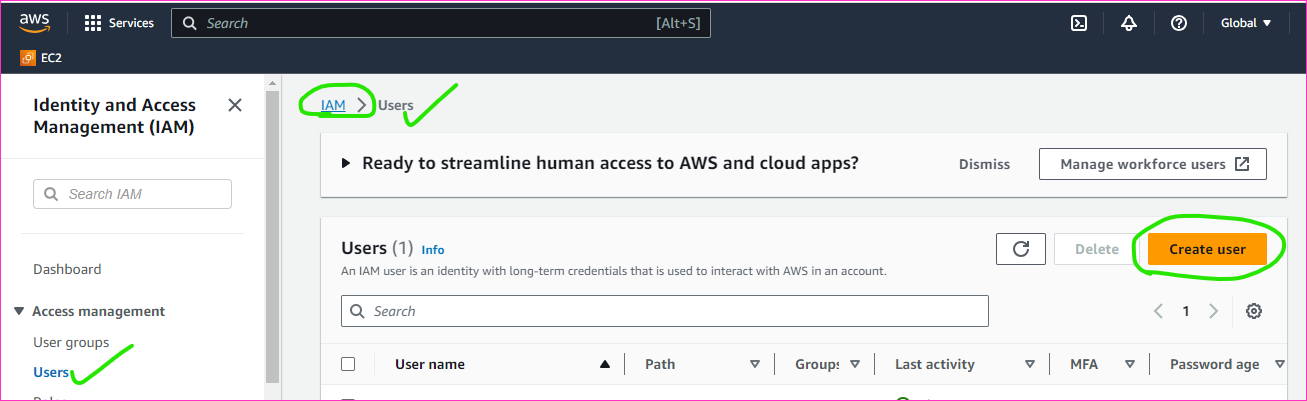 aws Services Search [Alt+S] Global
EC2
Identity and Access
Management (IAM)
Search IAM
Dashboard
Access management
User groups
Users
IAM > Users
Ready to streamline human access to AWS and cloud apps? Dismiss Manage workforce users
Users (1) Info Delete Create user
An IAM user is an identity with long-term credentials that is used to interact with AWS in an account.
Search 1
User name Path Groups Last activity MFA Password age